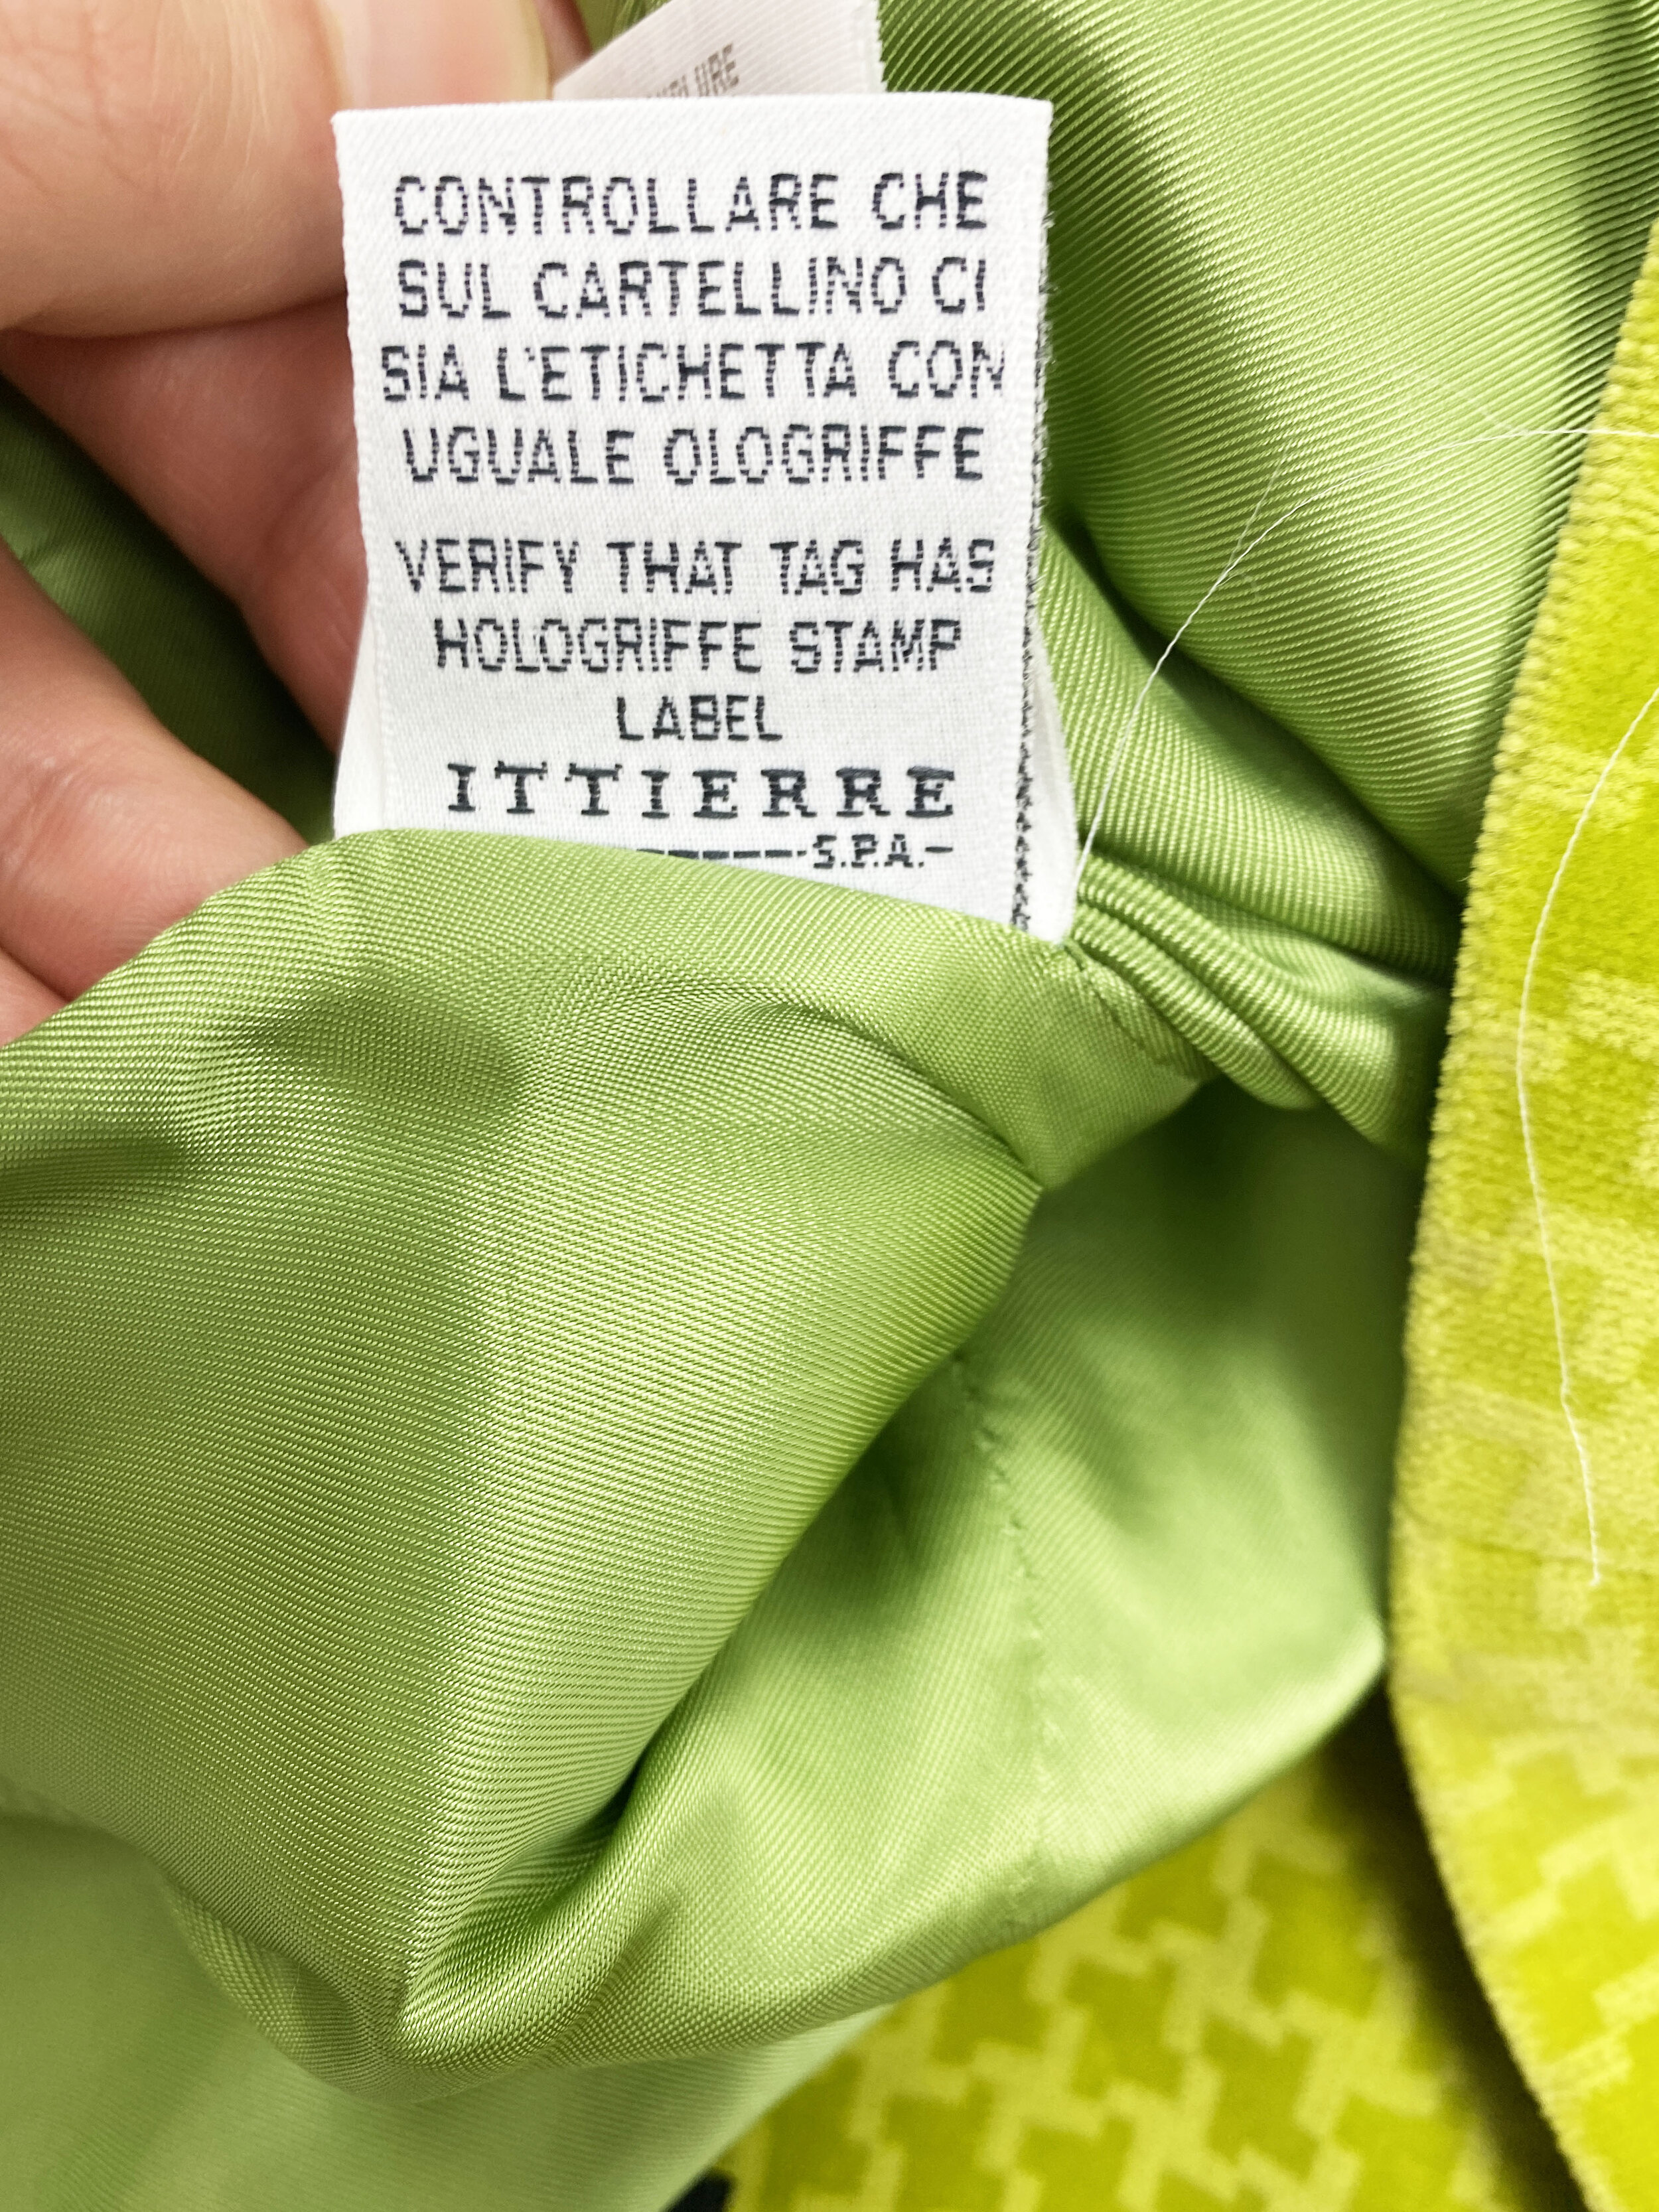 CONTROLLARE CHE
SUL CARTELLINO CI
SIA L'ETICHETTA CON
UGUALE OLOGRIFFE
VERIFY THAT TAG HAS
HOLOGRIFFE STAMP
LABEL
ITTIERRE
S.P.A.